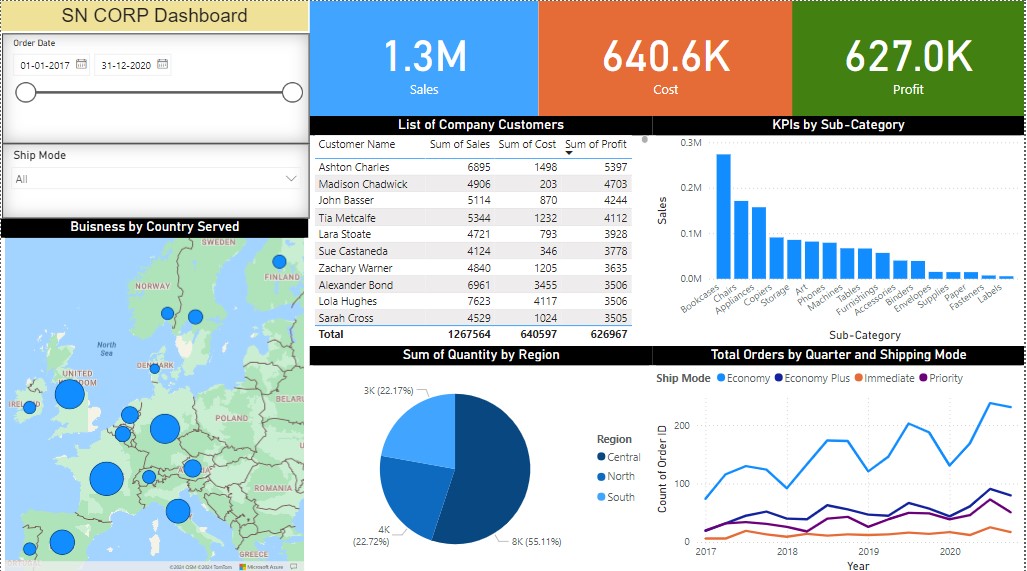 SN CORP Dashboard
Order Date
01-01-2017 31-12-2020
Ship Mode
All
1.3M
Sales
640.6K
Cost
627.0K
Profit
Buisness by Country Served
SWEDEN
FINLAND
NORWAY
North
Sea
DENMARK
UNITED
KINGDOM
POLAND
BELARU
ROMANIA
GREECE
©2024 OSM ©2024 TomTom Microsoft Azure
List of Company Customers
Customer Name Sum of Sales Sum of Cost Sum of Profit
Ashton Charles 6895 1498 5397
Madison Chadwick 4906 203 4703
John Basser 5114 870 4244
Tia Metcalfe 5344 1232 4112
Lara Stoate 4721 793 3928
Sue Castaneda 4124 346 3778
Zachary Warner 4840 1205 3635
Alexander Bond 6961 3455 3506
Lola Hughes 7623 4117 3506
Sarah Cross 4529 1024 3505
Total 1267564 640597 626967
KPIs by Sub-Category
Sales
0.3M
0.2M
0.1M
0.0M
Bookcases
Chairs
Appliances
Copiers
Storage
Art
Phones
Machines
Tables
Furnishings
Accessories
Binders
Envelopes
Supplies
Paper
Fasteners
Labels
Sub-Category
Sum of Quantity by Region
3K (22.17%)
4K
(22.72%)
8K (55.11%)
Region
Central
North
South
Total Orders by Quarter and Shipping Mode
Ship Mode Economy Economy Plus Immediate Priority
Count of Order ID
200
100
0
2017 2018 2019 2020
Year